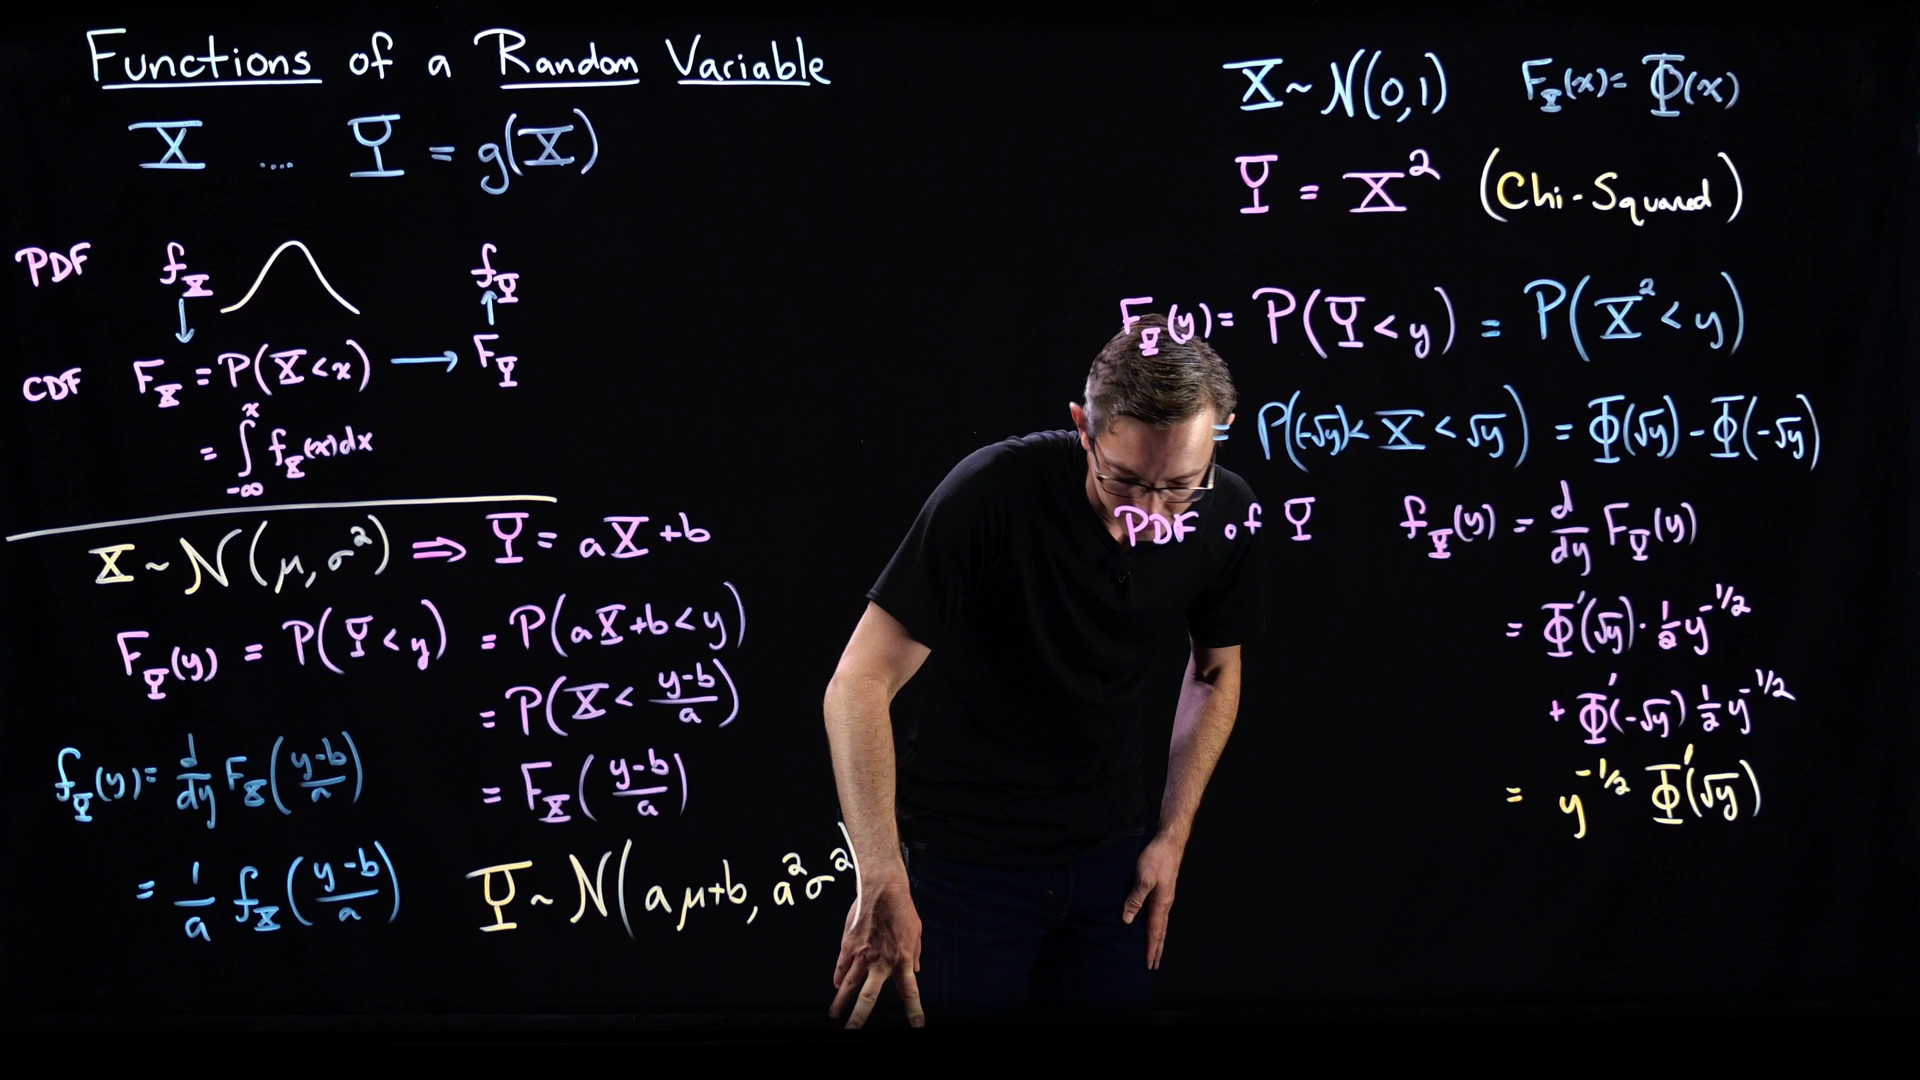 Functions of a Random Variable
X .... Y = g(X)
PDF f_X f_Y
↓ ↑
CDF F_X = P(X < x) → F_Y
= ∫_{-∞}^{x} f_X(x)dx
X ~ N(μ, σ²) ⇒ Y = aX + b
F_Y(y) = P(Y < y) = P(aX+b < y)
= P(X < (y-b)/a)
f_Y(y) = d/dy F_X((y-b)/a) = F_X((y-b)/a)
= 1/a f_X((y-b)/a) Y ~ N(aμ+b, a²σ²)
X ~ N(0,1) F_X(x) = Φ(x)
Y = X² (Chi-Squared)
F_Y(y) = P(Y < y) = P(X² < y)
= P(-√y < X < √y) = Φ(√y) - Φ(-√y)
PDF of Y f_Y(y) = d/dy F_Y(y)
= Φ'(√y) · 1/2 y^{-1/2}
+ Φ'(-√y) 1/2 y^{-1/2}
= y^{-1/2} Φ'(√y)